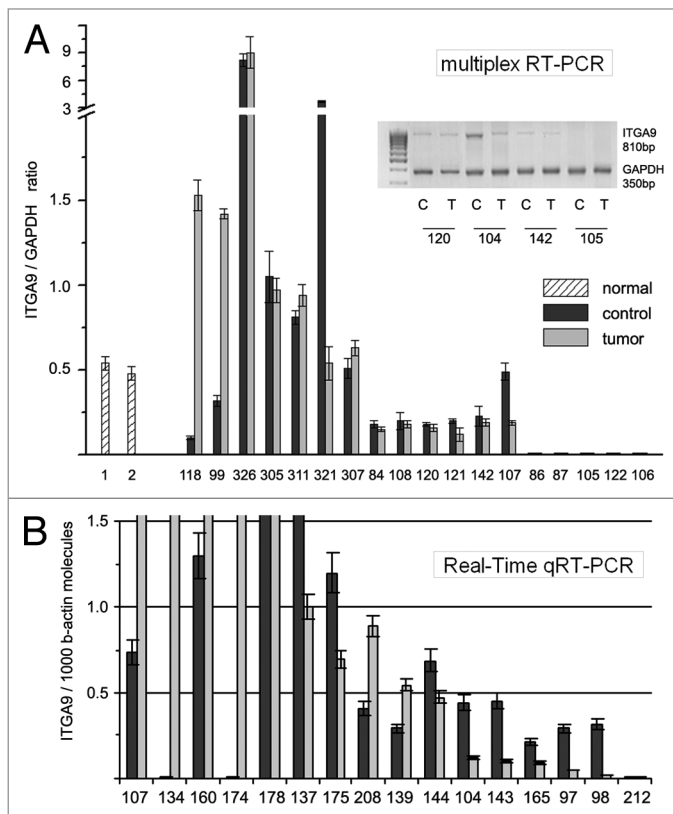 A
multiplex RT-PCR
9
6
3
1.5
1.0
0.5
ITGA9 / GAPDH ratio
ITGA9
810bp
GAPDH
350bp
C T C T C T C T
120 104 142 105
normal
control
tumor
1 2 118 99 326 305 311 321 307 84 108 120 121 142 107 86 87 105 122 106
B
Real-Time qRT-PCR
1.5
1.0
0.5
ITGA9 / 1000 b-actin molecules
107 134 160 174 178 137 175 208 139 144 104 143 165 97 98 212